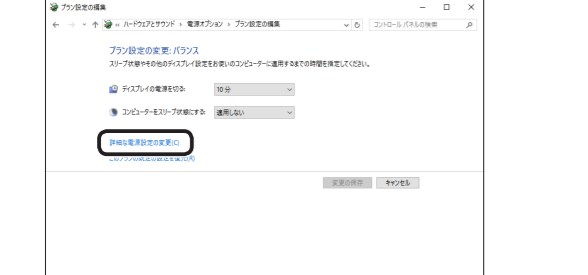 プラン設定の編集
« ハードウェアとサウンド › 電源オプション › プラン設定の編集
コントロール パネルの検索
プラン設定の変更: バランス
スリープ状態やその他のディスプレイ設定をお使いのコンピューターに適用するまでの時間を指定してください。
ディスプレイの電源を切る: 10 分
コンピューターをスリープ状態にする: 適用しない
詳細な電源設定の変更(C)
このプランの既定の設定を復元(R)
変更の保存 キャンセル